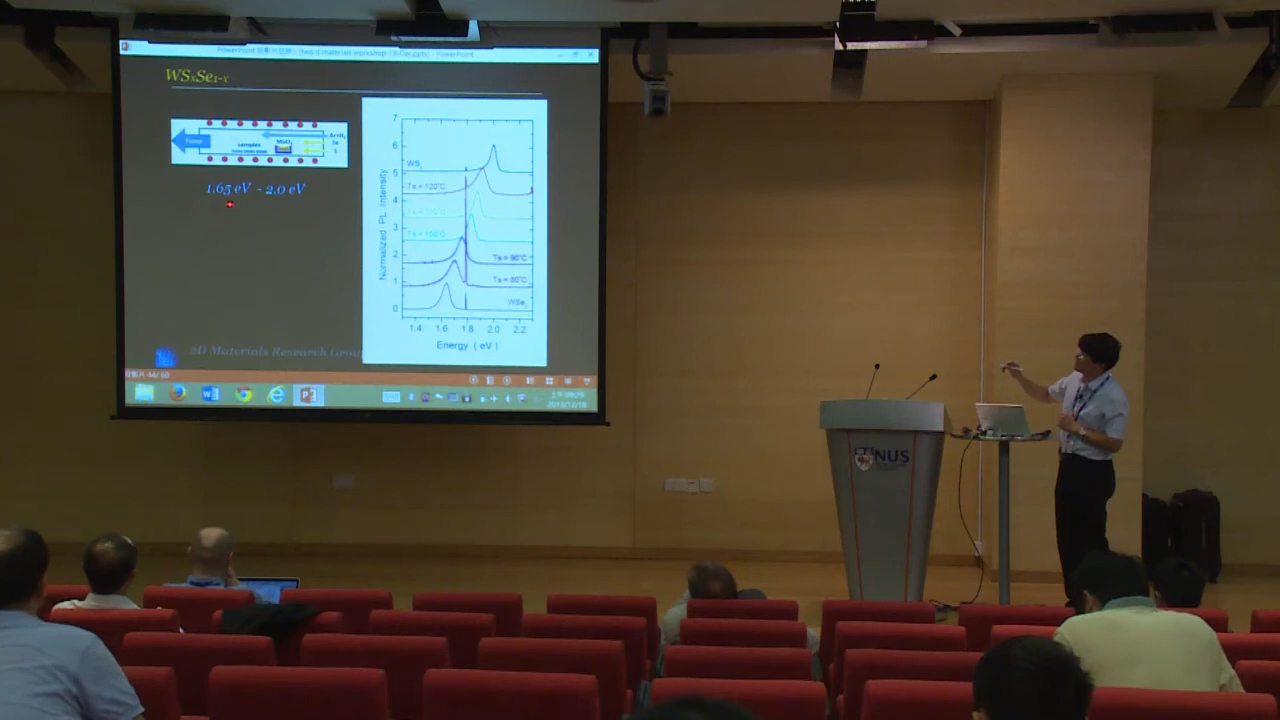 WSxSe1-x
Pump
samples
Ar+H2
Se
S
1.65 eV - 2.0 eV
Normalized PL Intensity
7
6
5
4
3
2
1
0
WS2
Ts = 120°C
Ts = 110°C
Ts = 100°C
Ts = 90°C
Ts = 80°C
WSe2
1.4 1.6 1.8 2.0 2.2
Energy ( eV )
2D Materials Research Group
NUS